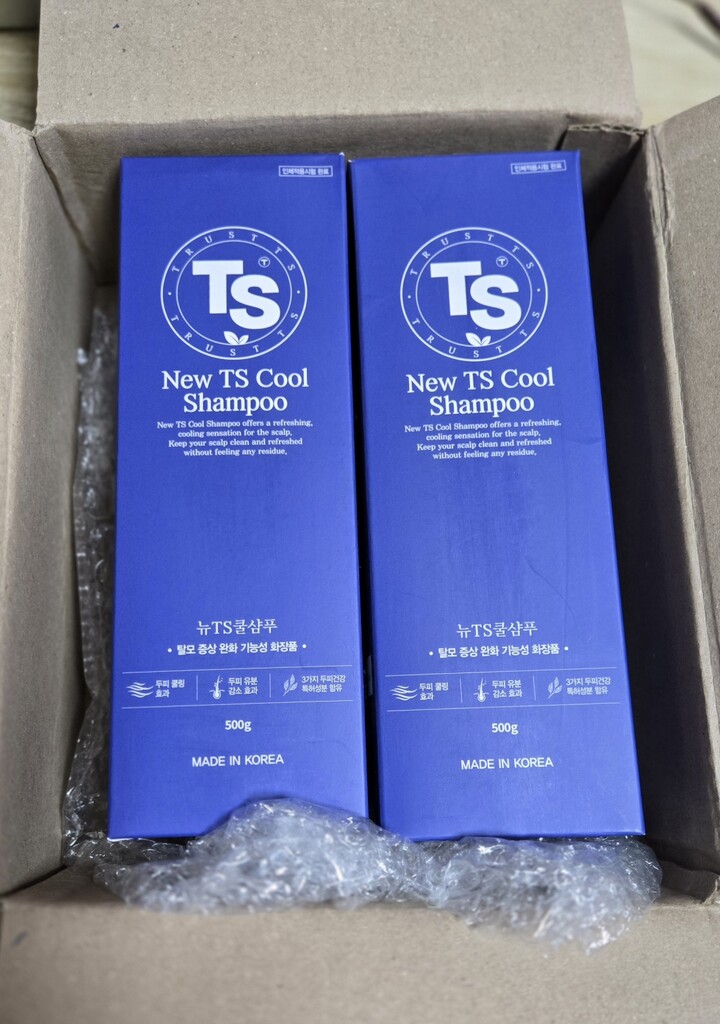 인체적용시험 완료
TRUST TS
TS
T
TRUST TS
New TS Cool
Shampoo
New TS Cool Shampoo offers a refreshing,
cooling sensation for the scalp,
Keep your scalp clean and refreshed
without feeling any residue,
뉴TS쿨샴푸
• 탈모 증상 완화 기능성 화장품 •
두피 쿨링
효과
두피 유분
감소 효과
3가지 두피건강
특허성분 함유
500g
MADE IN KOREA
인체적용시험 완료
TRUST TS
TS
T
TRUST TS
New TS Cool
Shampoo
New TS Cool Shampoo offers a refreshing,
cooling sensation for the scalp,
Keep your scalp clean and refreshed
without feeling any residue,
뉴TS쿨샴푸
• 탈모 증상 완화 기능성 화장품 •
두피 쿨링
효과
두피 유분
감소 효과
3가지 두피건강
특허성분 함유
500g
MADE IN KOREA